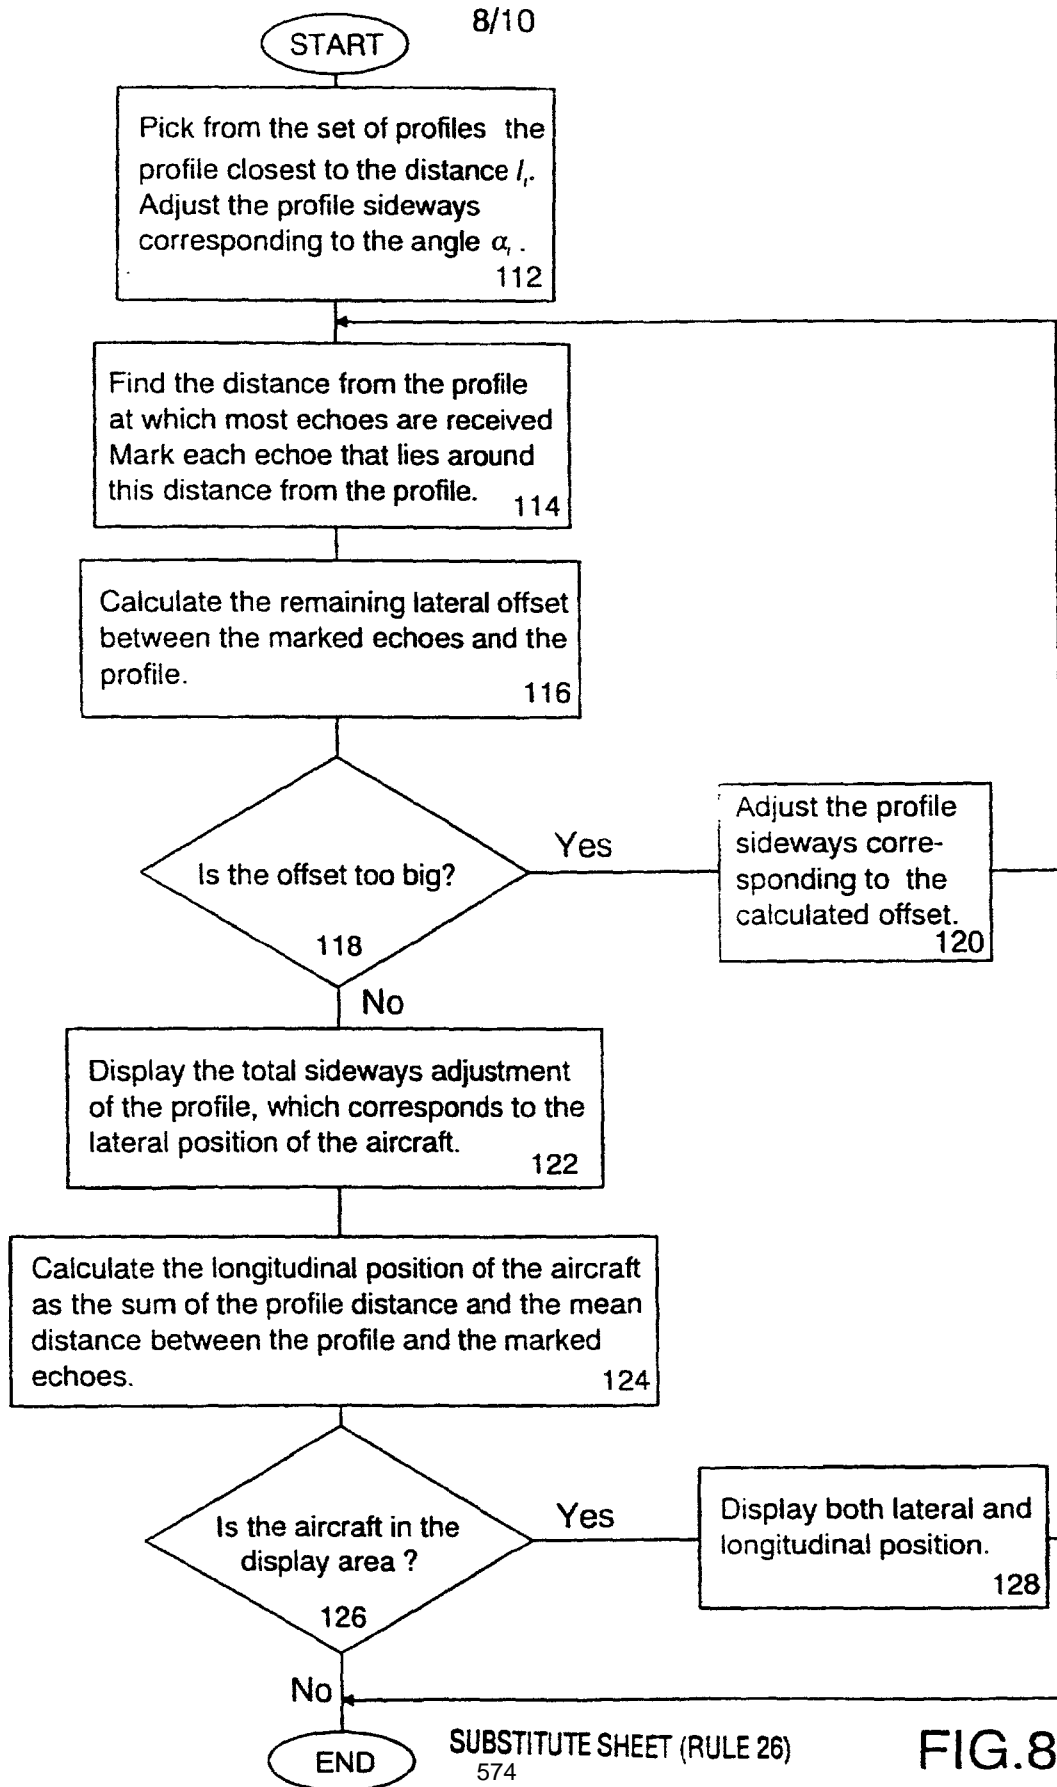 8/10
START
Pick from the set of profiles the
profile closest to the distance lₜ.
Adjust the profile sideways
corresponding to the angle αₜ.
112
Find the distance from the profile
at which most echoes are received
Mark each echoe that lies around
this distance from the profile.
114
Calculate the remaining lateral offset
between the marked echoes and the
profile.
116
Is the offset too big?
118
Yes
Adjust the profile
sideways corre-
sponding to the
calculated offset.
120
No
Display the total sideways adjustment
of the profile, which corresponds to the
lateral position of the aircraft.
122
Calculate the longitudinal position of the aircraft
as the sum of the profile distance and the mean
distance between the profile and the marked
echoes.
124
Is the aircraft in the
display area ?
126
Yes
Display both lateral and
longitudinal position.
128
No
END
SUBSTITUTE SHEET (RULE 26)
574
FIG.8